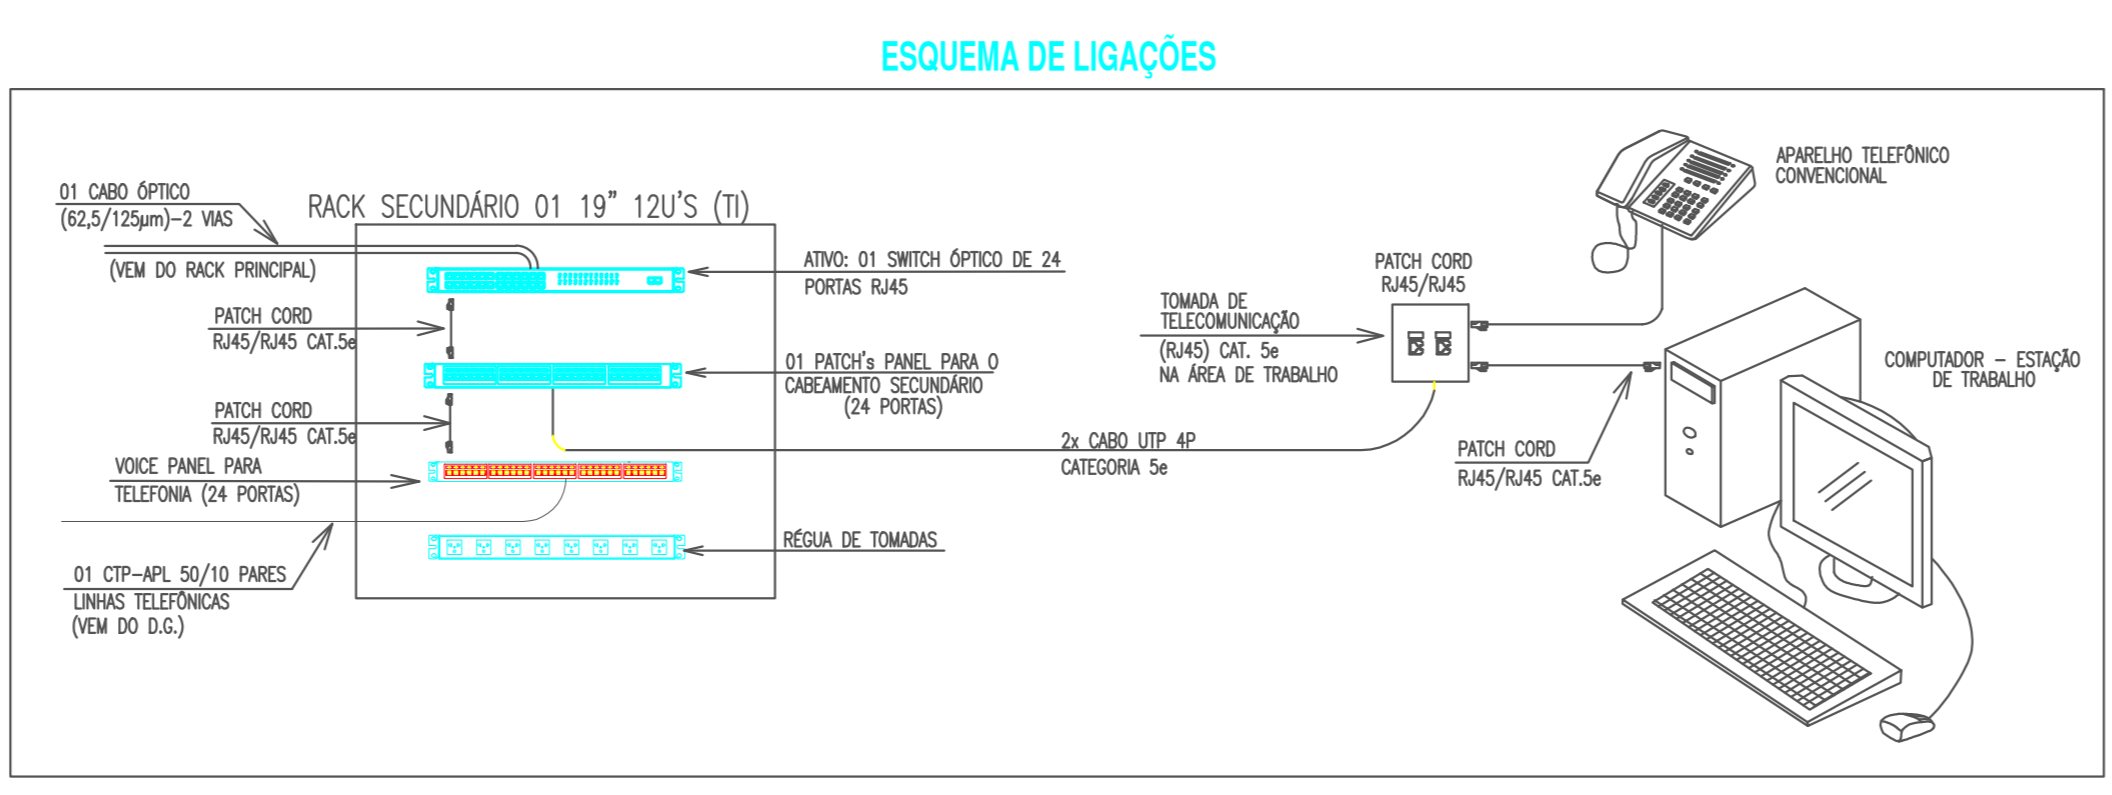 ESQUEMA DE LIGAÇÕES
01 CABO ÓPTICO
(62,5/125µm)-2 VIAS
(VEM DO RACK PRINCIPAL)
RACK SECUNDÁRIO 01 19" 12U'S (TI)
ATIVO: 01 SWITCH ÓPTICO DE 24
PORTAS RJ45
PATCH CORD
RJ45/RJ45 CAT.5e
01 PATCH's PANEL PARA O
CABEAMENTO SECUNDÁRIO
(24 PORTAS)
PATCH CORD
RJ45/RJ45 CAT.5e
VOICE PANEL PARA
TELEFONIA (24 PORTAS)
RÉGUA DE TOMADAS
01 CTP-APL 50/10 PARES
LINHAS TELEFÔNICAS
(VEM DO D.G.)
2x CABO UTP 4P
CATEGORIA 5e
TOMADA DE
TELECOMUNICAÇÃO
(RJ45) CAT. 5e
NA ÁREA DE TRABALHO
PATCH CORD
RJ45/RJ45
APARELHO TELEFÔNICO
CONVENCIONAL
COMPUTADOR - ESTAÇÃO
DE TRABALHO
PATCH CORD
RJ45/RJ45 CAT.5e